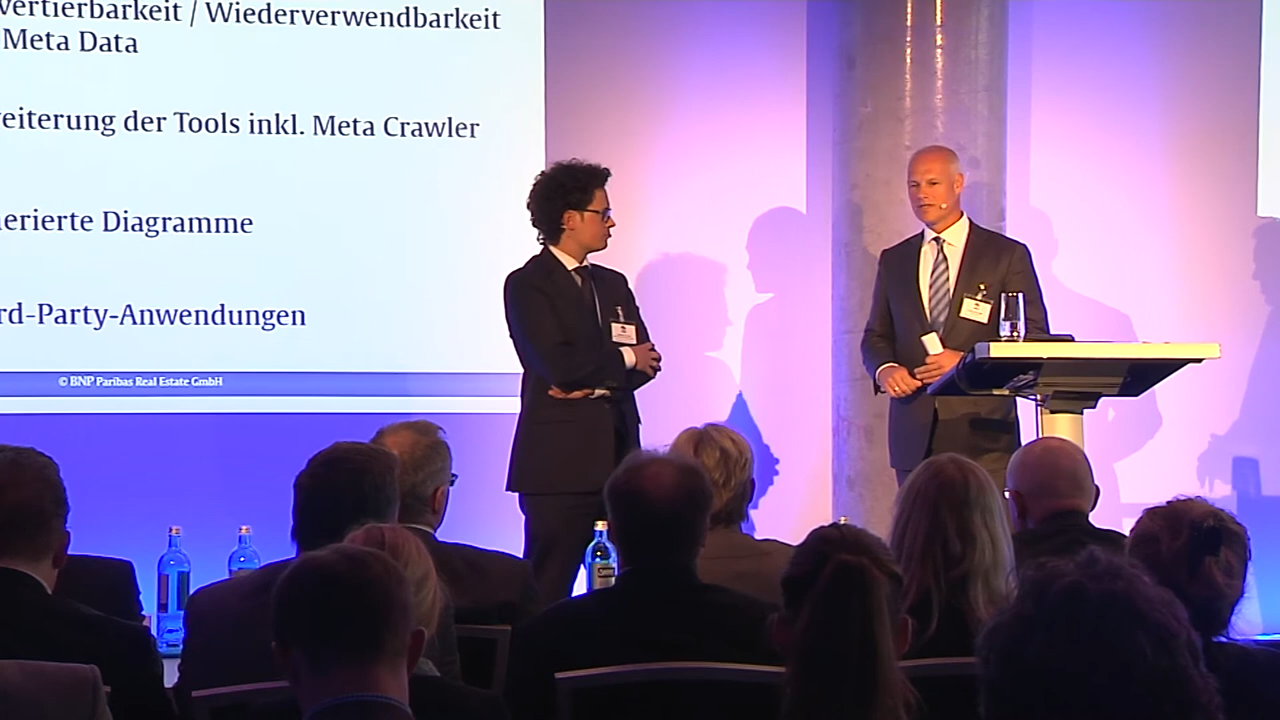 vertierbarkeit / Wiederverwendbarkeit
Meta Data
eiterung der Tools inkl. Meta Crawler
erierte Diagramme
rd-Party-Anwendungen
© BNP Paribas Real Estate GmbH